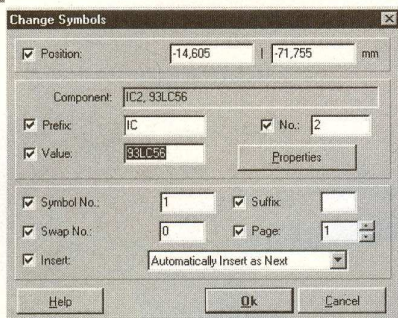 Change Symbols
Position: -14,605 | -71,755 mm
Component: IC2, 93LC56
Prefix: IC No.: 2
Value: 93LC56 Properties
Symbol No.: 1 Suffix:
Swap No.: 0 Page: 1
Insert: Automatically Insert as Next
Help Ok Cancel